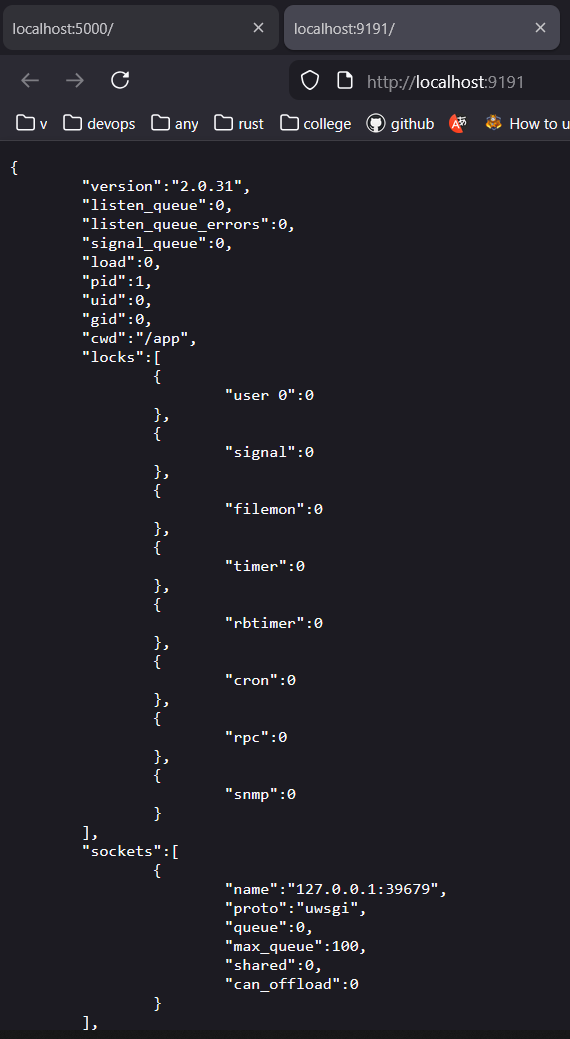 localhost:5000/
localhost:9191/
http://localhost:9191
v devops any rust college github How to u
{
"version":"2.0.31",
"listen_queue":0,
"listen_queue_errors":0,
"signal_queue":0,
"load":0,
"pid":1,
"uid":0,
"gid":0,
"cwd":"/app",
"locks":[
{
"user 0":0
},
{
"signal":0
},
{
"filemon":0
},
{
"timer":0
},
{
"rbtimer":0
},
{
"cron":0
},
{
"rpc":0
},
{
"snmp":0
}
],
"sockets":[
{
"name":"127.0.0.1:39679",
"proto":"uwsgi",
"queue":0,
"max_queue":100,
"shared":0,
"can_offload":0
}
],